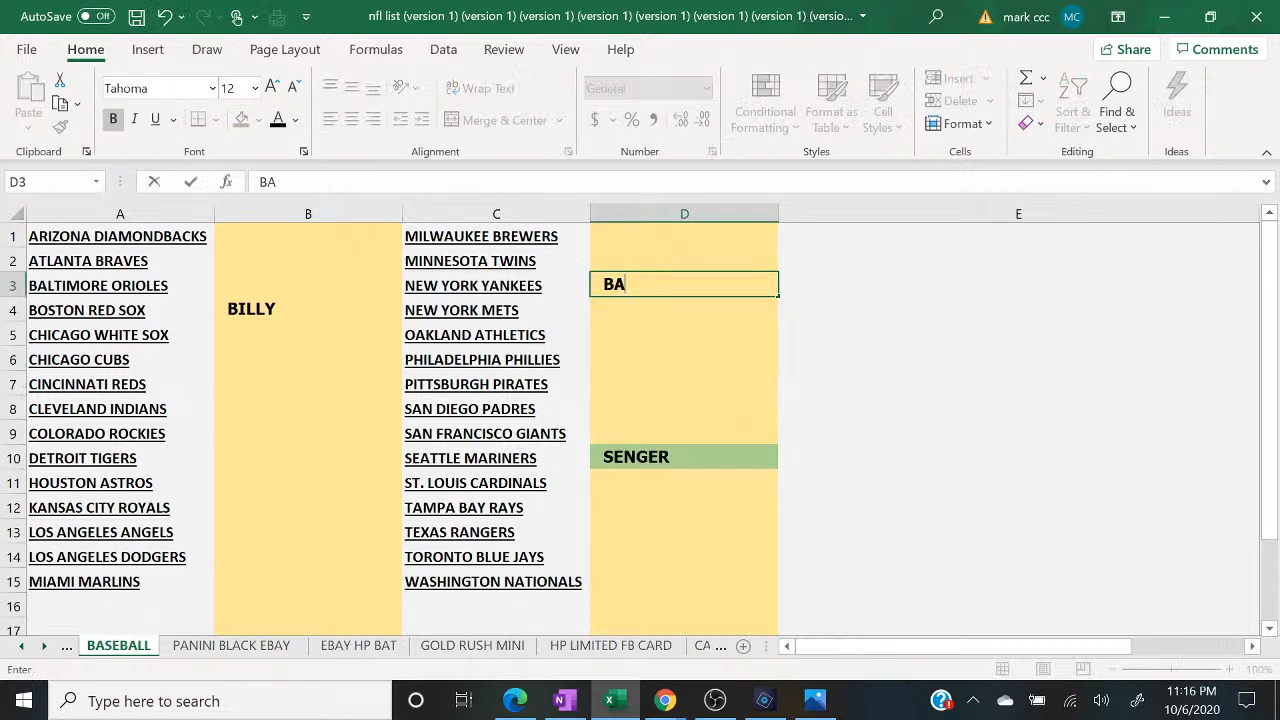 AutoSave Off nfl list (version 1) (version 1) (version 1) (version 1) (version 1) (version 1) (versio... mark ccc MC
File Home Insert Draw Page Layout Formulas Data Review View Help Share Comments
Paste Tahoma 12 A A Wrap Text General Conditional Formatting Format as Table Cell Styles Insert Delete Format Sort & Filter Find & Select Ideas
B I U A Merge & Center $ % 9
Clipboard Font Alignment Number Styles Cells Editing Ideas
D3 fx BA
A B C D E
1 ARIZONA DIAMONDBACKS MILWAUKEE BREWERS
2 ATLANTA BRAVES MINNESOTA TWINS
3 BALTIMORE ORIOLES NEW YORK YANKEES BA
4 BOSTON RED SOX BILLY NEW YORK METS
5 CHICAGO WHITE SOX OAKLAND ATHLETICS
6 CHICAGO CUBS PHILADELPHIA PHILLIES
7 CINCINNATI REDS PITTSBURGH PIRATES
8 CLEVELAND INDIANS SAN DIEGO PADRES
9 COLORADO ROCKIES SAN FRANCISCO GIANTS
10 DETROIT TIGERS SEATTLE MARINERS SENGER
11 HOUSTON ASTROS ST. LOUIS CARDINALS
12 KANSAS CITY ROYALS TAMPA BAY RAYS
13 LOS ANGELES ANGELS TEXAS RANGERS
14 LOS ANGELES DODGERS TORONTO BLUE JAYS
15 MIAMI MARLINS WASHINGTON NATIONALS
16
17
... BASEBALL PANINI BLACK EBAY EBAY HP BAT GOLD RUSH MINI HP LIMITED FB CARD CA ...
Enter 100%
Type here to search 11:16 PM
10/6/2020